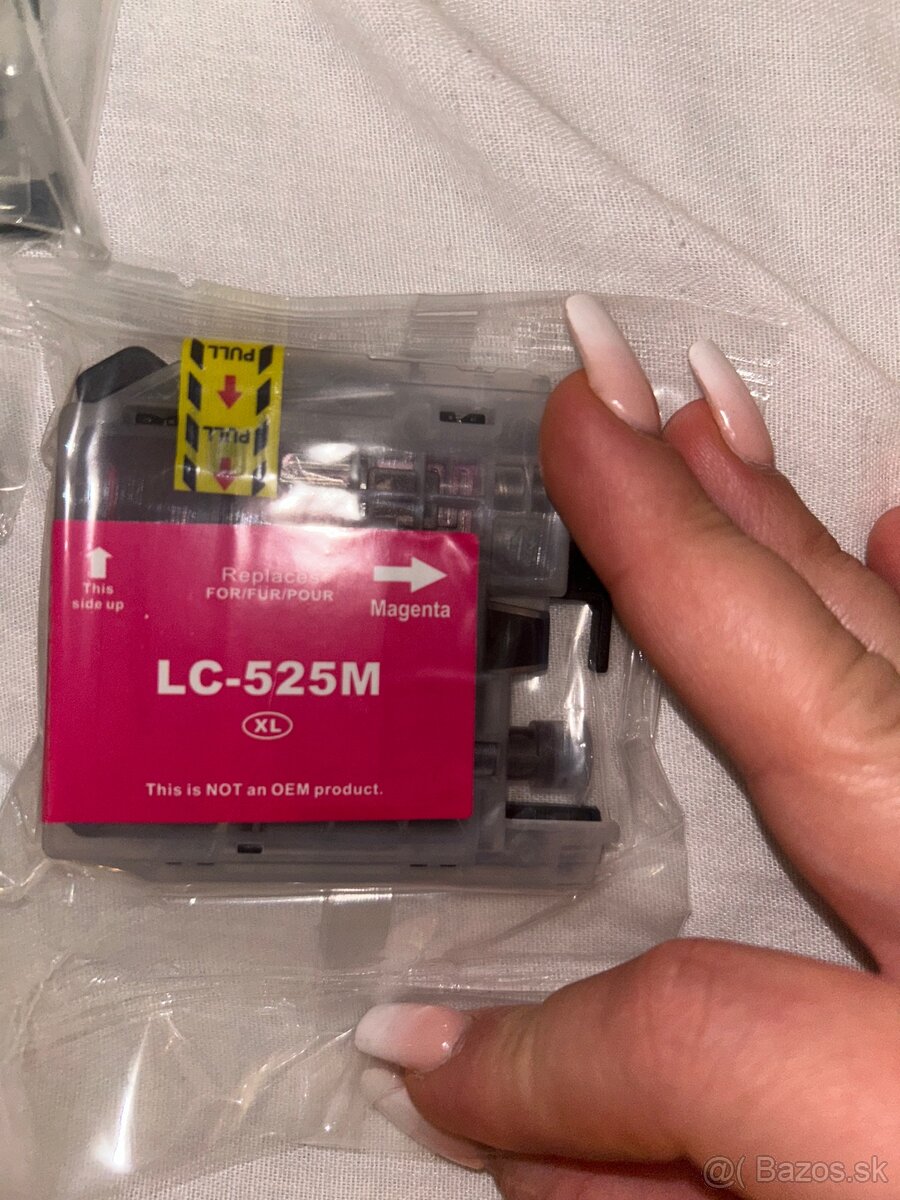 PULL
PULL
This
side up
Replaces
FOR/FÜR/POUR
Magenta
LC-525M
XL
This is NOT an OEM product.
@( Bazos.sk